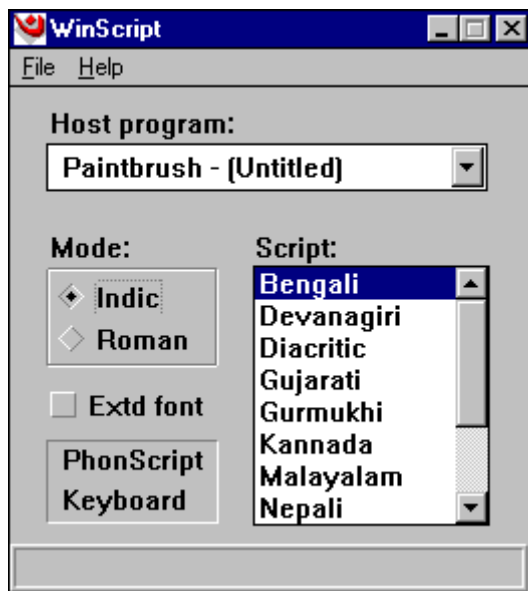 WinScript
File Help
Host program:
Paintbrush - (Untitled)
Mode:
Indic
Roman
Extd font
PhonScript
Keyboard
Script:
Bengali
Devanagiri
Diacritic
Gujarati
Gurmukhi
Kannada
Malayalam
Nepali